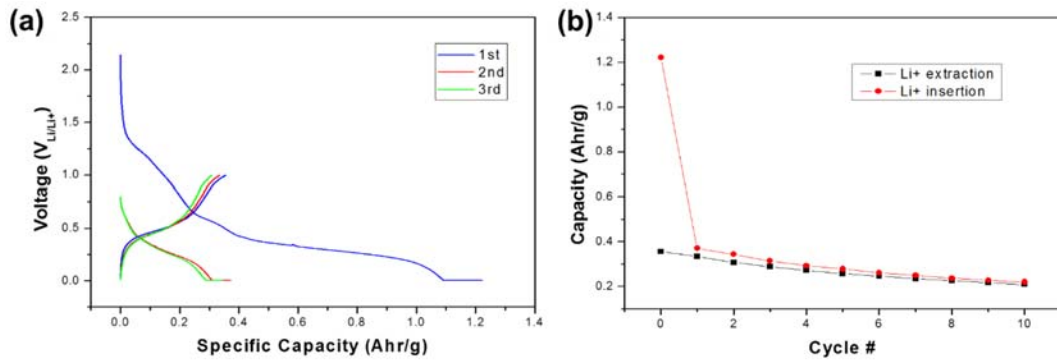 (a)
2.5
2.0
1.5
1.0
0.5
0.0
Voltage (V_Li/Li+)
1st
2nd
3rd
0.0 0.2 0.4 0.6 0.8 1.0 1.2 1.4
Specific Capacity (Ahr/g)
(b)
1.4
1.2
1.0
0.8
0.6
0.4
0.2
Capacity (Ahr/g)
Li+ extraction
Li+ insertion
0 2 4 6 8 10
Cycle #